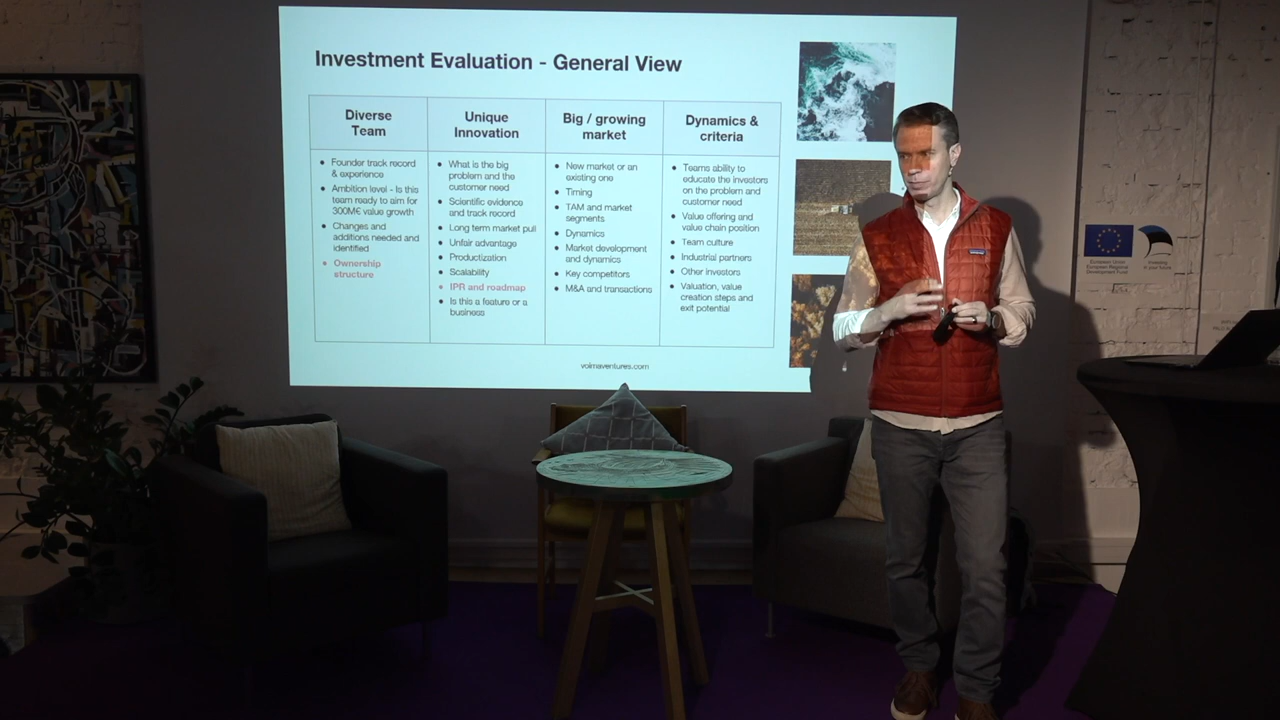 Investment Evaluation - General View
Diverse
Team
Founder track record
& experience
Ambition level - Is this
team ready to aim for
300M€ value growth
Changes and
additions needed and
identified
Ownership
structure
Unique
Innovation
What is the big
problem and the
customer need
Scientific evidence
and track record
Long term market pull
Unfair advantage
Productization
Scalability
IPR and roadmap
Is this a feature or a
business
Big / growing
market
New market or an
existing one
Timing
TAM and market
segments
Dynamics
Market development
and dynamics
Key competitors
M&A and transactions
Dynamics &
criteria
Teams ability to
educate the investors
on the problem and
customer need
Value offering and
value chain position
Team culture
Industrial partners
Other investors
Valuation, value
creation steps and
exit potential
volmaventures.com
European Union
European Regional
Development Fund
Investing
in your future